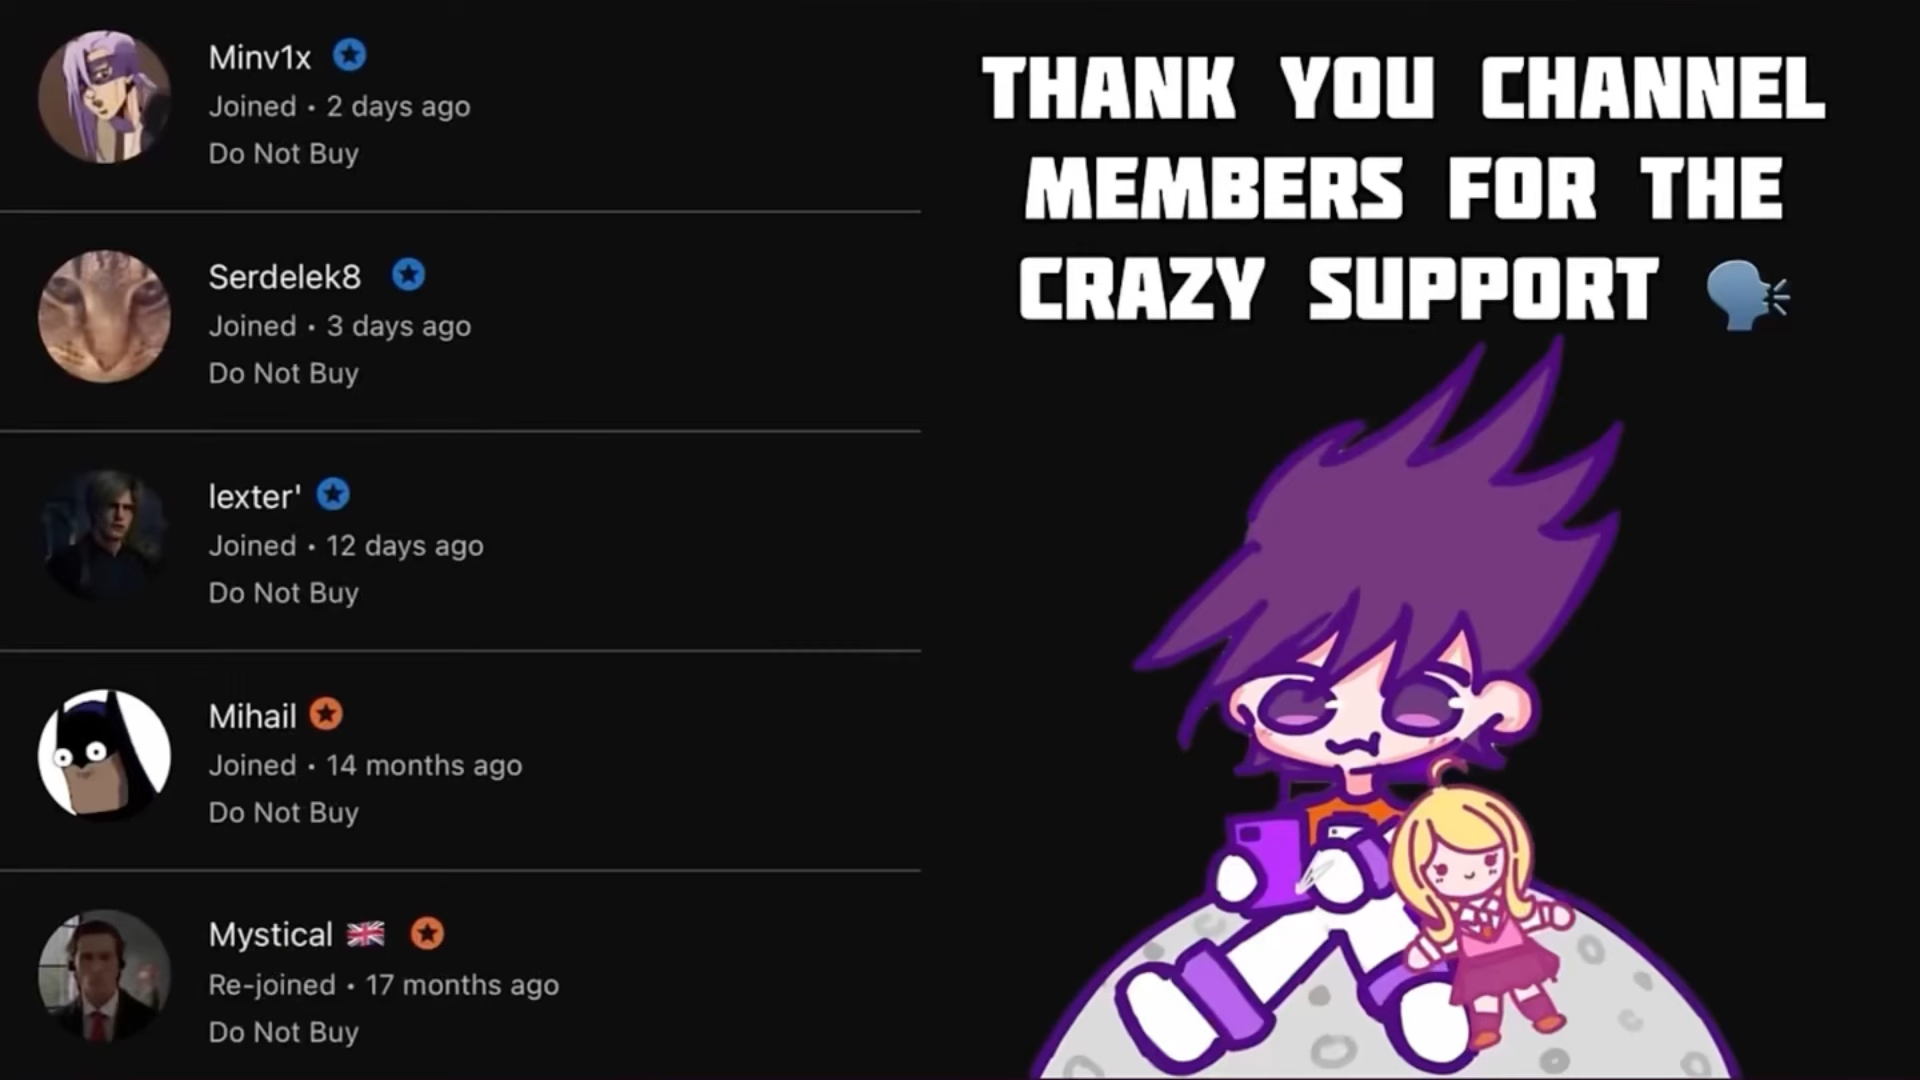 Minv1x
Joined • 2 days ago
Do Not Buy
Serdelek8
Joined • 3 days ago
Do Not Buy
lexter'
Joined • 12 days ago
Do Not Buy
Mihail
Joined • 14 months ago
Do Not Buy
Mystical 🇬🇧
Re-joined • 17 months ago
Do Not Buy
THANK YOU CHANNEL
MEMBERS FOR THE
CRAZY SUPPORT 🗣️